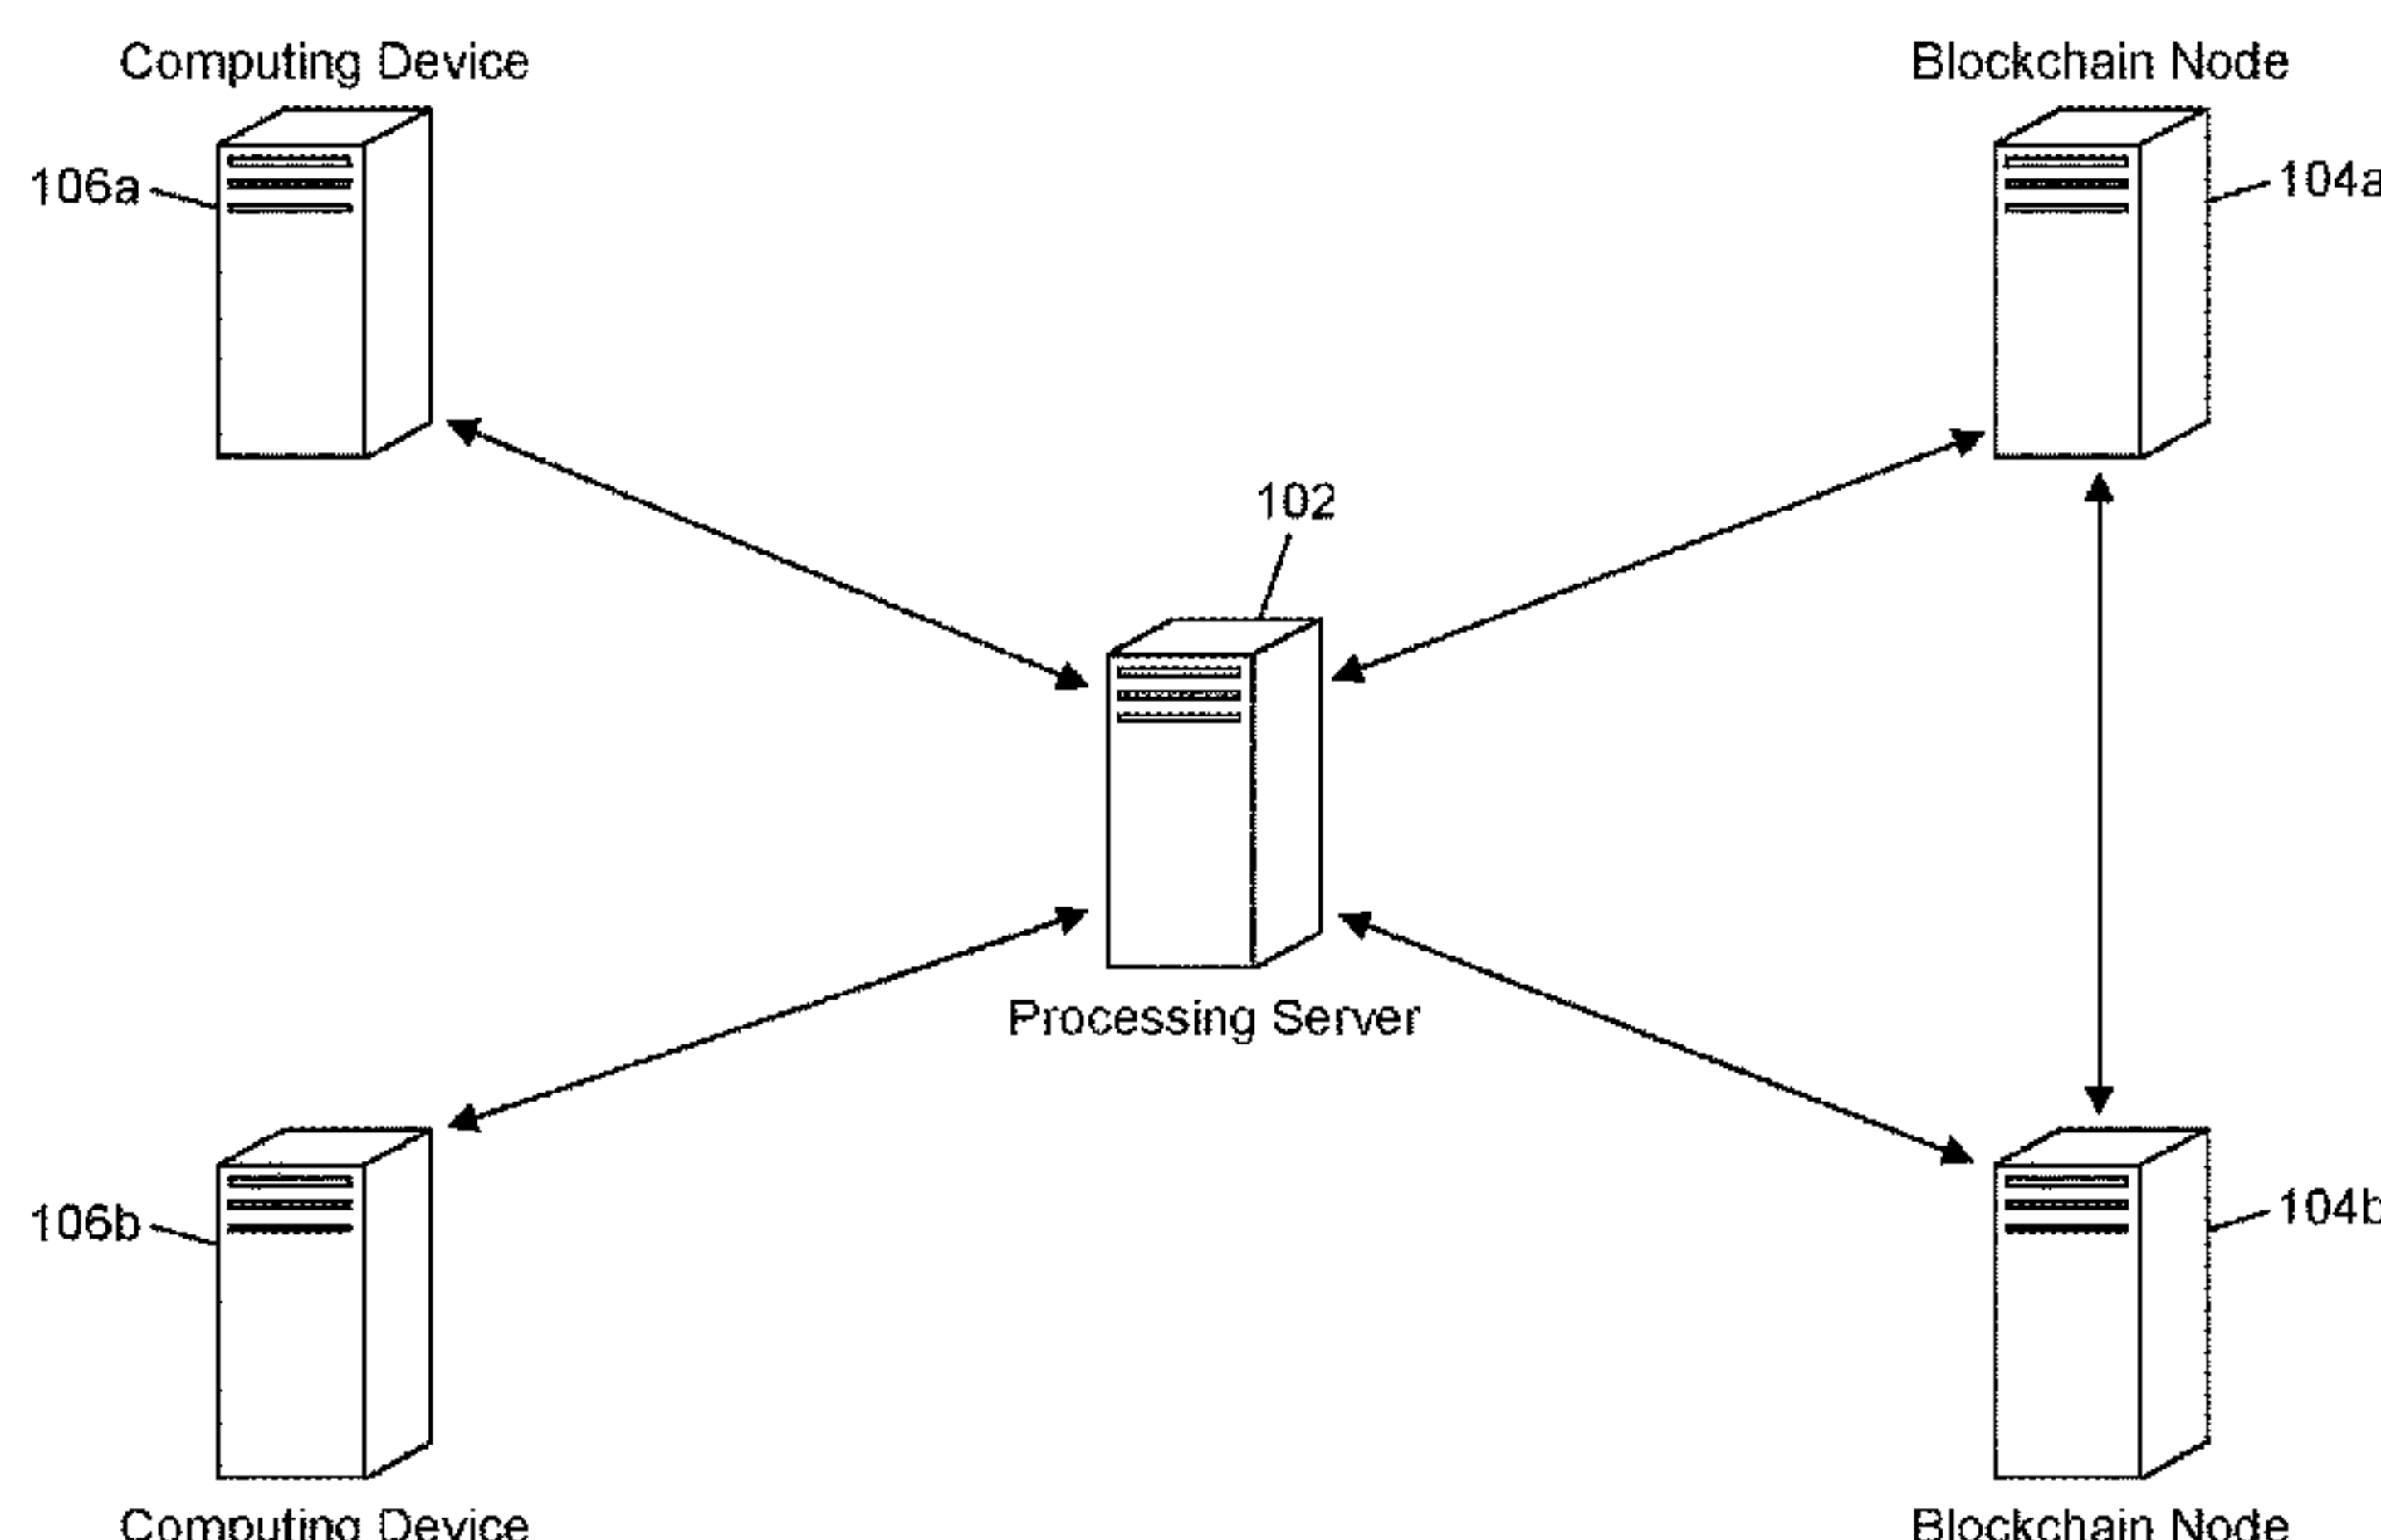 Computing Device
Blockchain Node
106a
104a
102
Processing Server
106b
104b
Computing Device
Blockchain Node